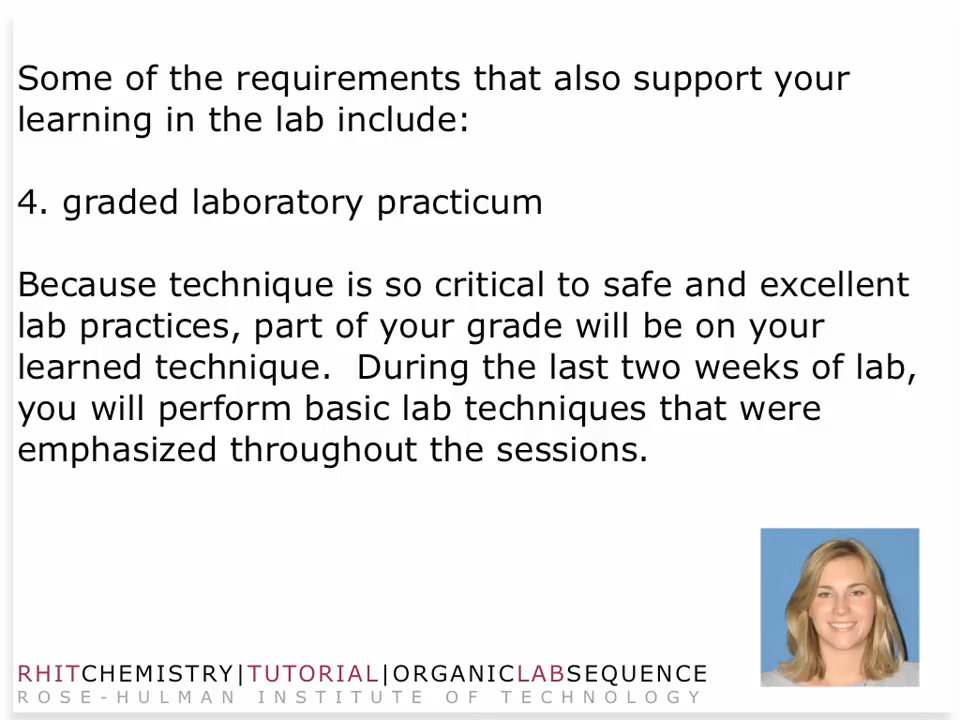 Some of the requirements that also support your
learning in the lab include:
4. graded laboratory practicum
Because technique is so critical to safe and excellent
lab practices, part of your grade will be on your
learned technique.  During the last two weeks of lab,
you will perform basic lab techniques that were
emphasized throughout the sessions.
RHITCHEMISTRY|TUTORIAL|ORGANICLABSEQUENCE
ROSE-HULMAN INSTITUTE OF TECHNOLOGY